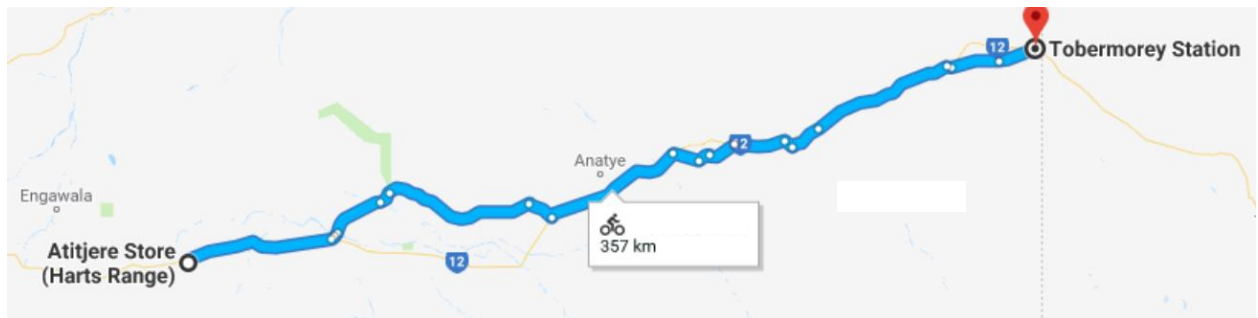 12
Tobermorey Station
12
Anatye
Engawala
357 km
Atitjere Store
(Harts Range)
12